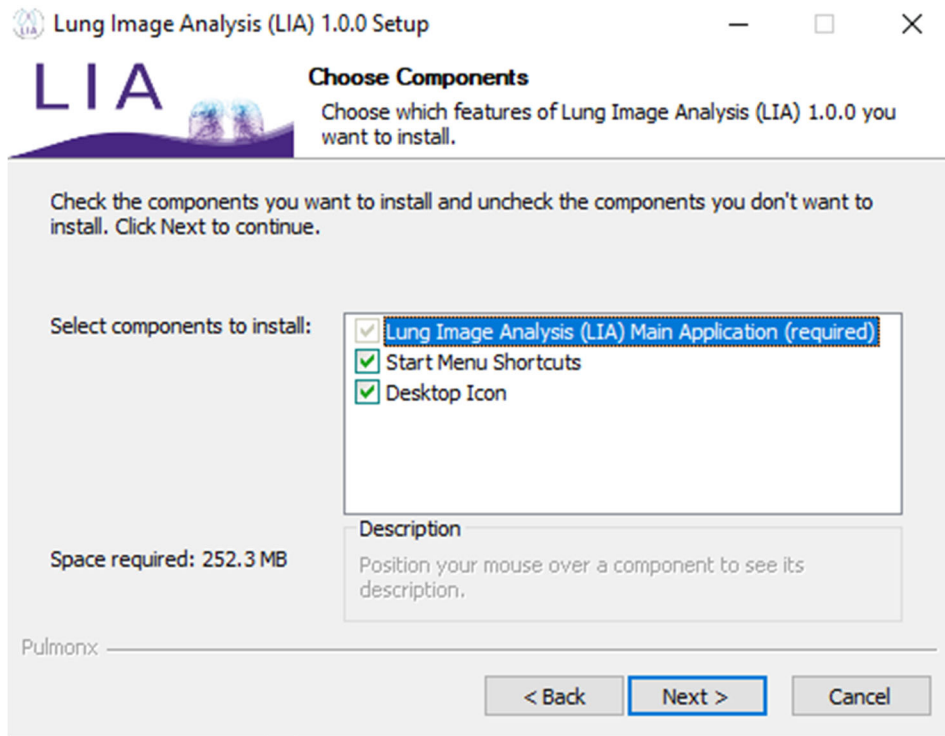 Lung Image Analysis (LIA) 1.0.0 Setup
LIA
Choose Components
Choose which features of Lung Image Analysis (LIA) 1.0.0 you
want to install.
Check the components you want to install and uncheck the components you don't want to
install. Click Next to continue.
Select components to install:
Lung Image Analysis (LIA) Main Application (required)
Start Menu Shortcuts
Desktop Icon
Space required: 252.3 MB
Description
Position your mouse over a component to see its
description.
Pulmonx
< Back
Next >
Cancel